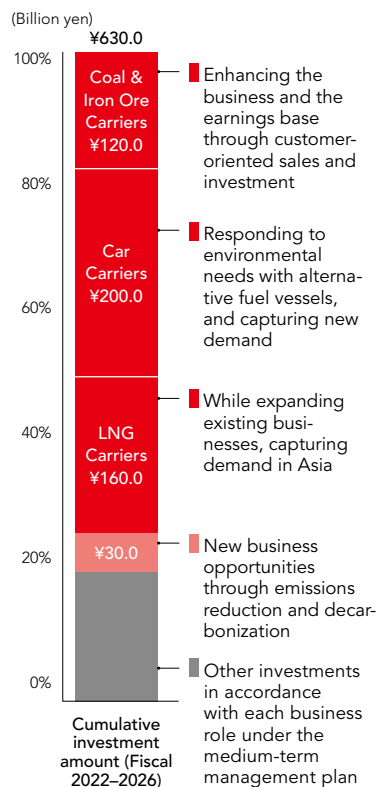 (Billion yen)
¥630.0
100%
80%
60%
40%
20%
0%
Coal &
Iron Ore
Carriers
¥120.0
Car
Carriers
¥200.0
LNG
Carriers
¥160.0
¥30.0
Cumulative
investment
amount (Fiscal
2022–2026)
Enhancing the
business and the
earnings base
through customer-
oriented sales and
investment
Responding to
environmental
needs with alterna-
tive fuel vessels,
and capturing new
demand
While expanding
existing busi-
nesses, capturing
demand in Asia
New business
opportunities
through emissions
reduction and decar-
bonization
Other investments
in accordance
with each business
role under the
medium-term
management plan